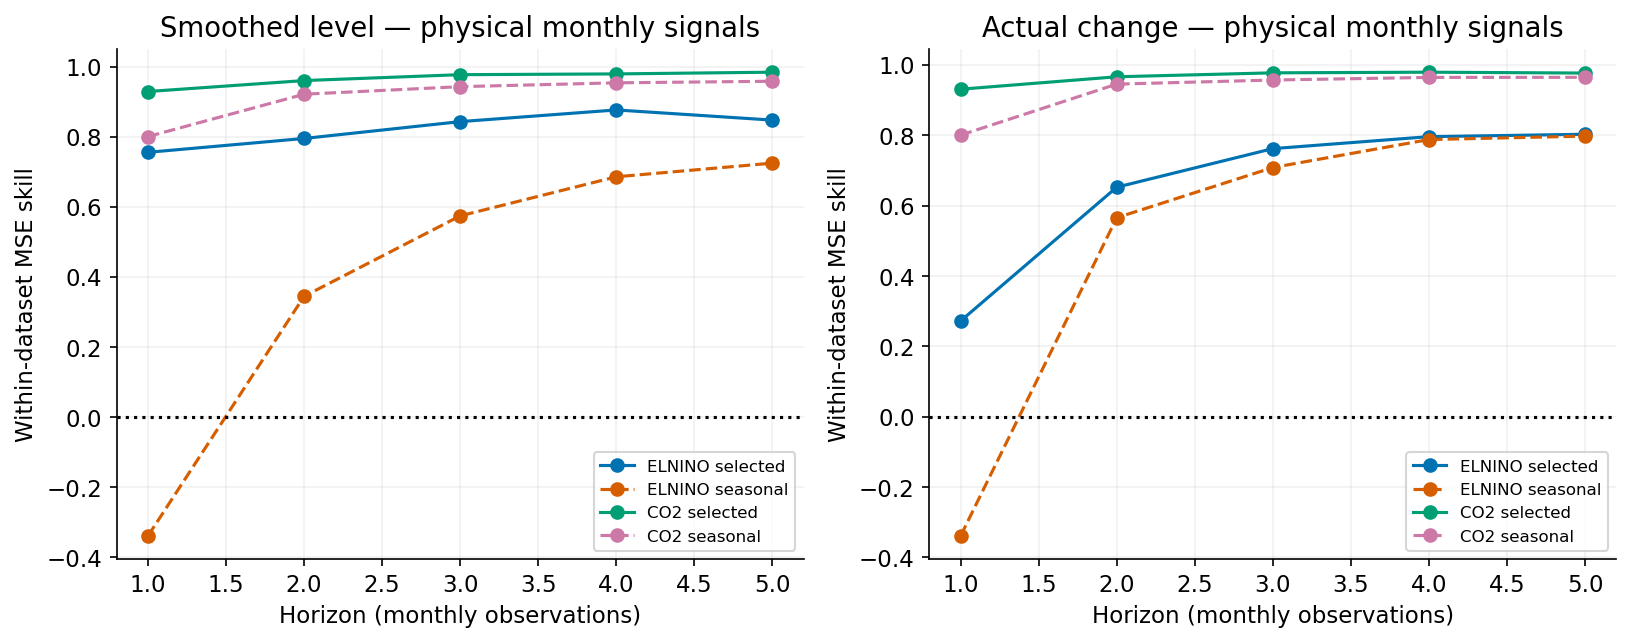 Smoothed level — physical monthly signals
Within-dataset MSE skill
1.0
0.8
0.6
0.4
0.2
0.0
−0.2
−0.4
ELNINO selected
ELNINO seasonal
CO2 selected
CO2 seasonal
1.0 1.5 2.0 2.5 3.0 3.5 4.0 4.5 5.0
Horizon (monthly observations)
Actual change — physical monthly signals
Within-dataset MSE skill
1.0
0.8
0.6
0.4
0.2
0.0
−0.2
−0.4
ELNINO selected
ELNINO seasonal
CO2 selected
CO2 seasonal
1.0 1.5 2.0 2.5 3.0 3.5 4.0 4.5 5.0
Horizon (monthly observations)